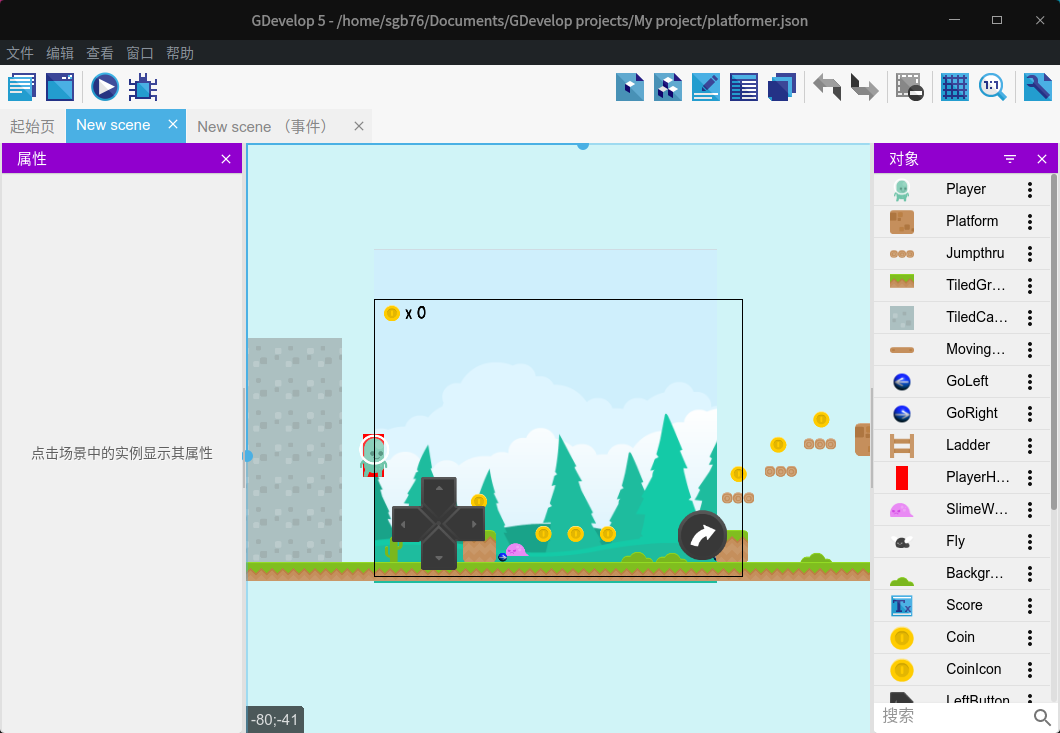 GDevelop 5 - /home/sgb76/Documents/GDevelop projects/My project/platformer.json
文件 编辑 查看 窗口 帮助
1:1
起始页 New scene New scene （事件）
属性
点击场景中的实例显示其属性
x 0
-80;-41
对象
Player
Platform
Jumpthru
TiledGr...
TiledCa...
Moving...
GoLeft
GoRight
Ladder
PlayerH...
SlimeW...
Fly
Backgr...
Tx Score
Coin
CoinIcon
LeftButton
搜索